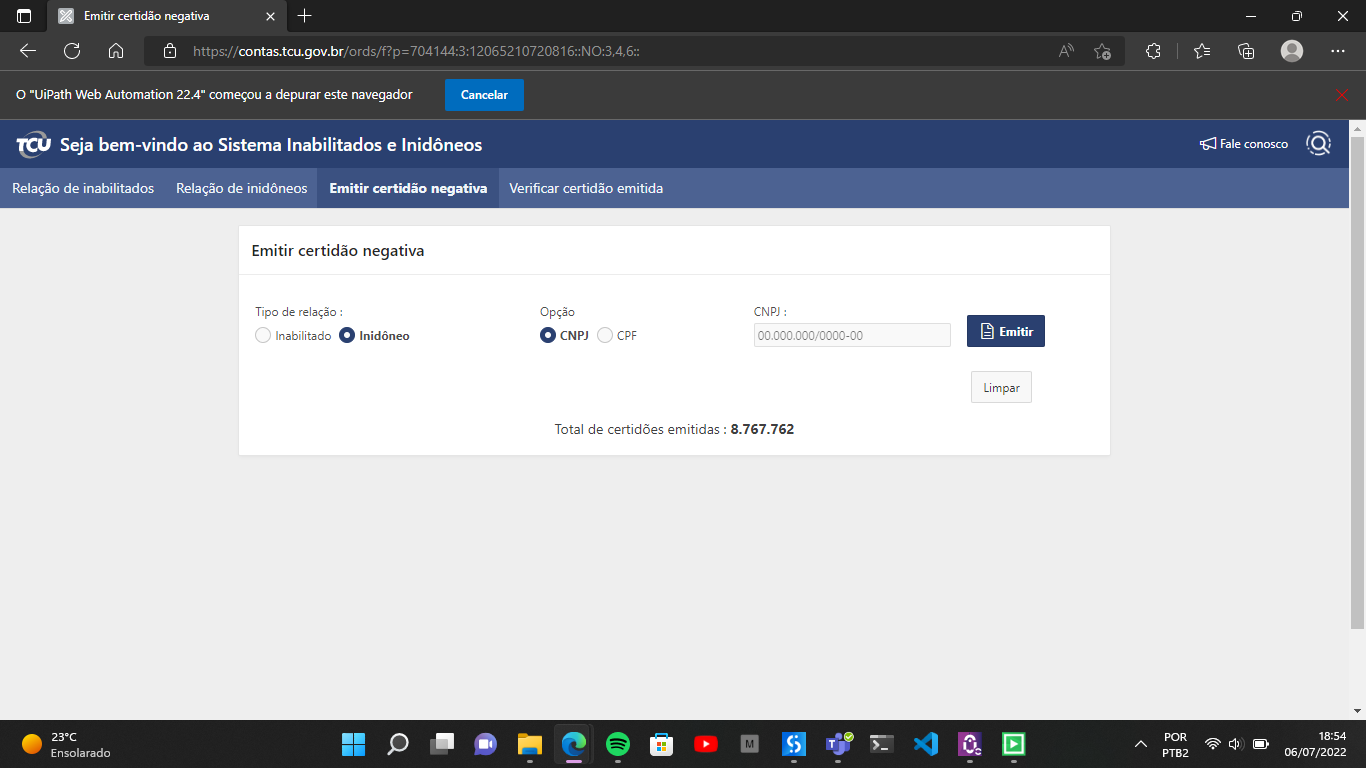 Emitir certidão negativa
https://contas.tcu.gov.br/ords/f?p=704144:3:12065210720816::NO:3,4,6::
O "UiPath Web Automation 22.4" começou a depurar este navegador
Cancelar
TCU Seja bem-vindo ao Sistema Inabilitados e Inidôneos
Fale conosco
Relação de inabilitados Relação de inidôneos Emitir certidão negativa Verificar certidão emitida
Emitir certidão negativa
Tipo de relação : Opção CNPJ :
Inabilitado Inidôneo CNPJ CPF 00.000.000/0000-00 Emitir
Limpar
Total de certidões emitidas : 8.767.762
23°C
Ensolarado
M
POR
PTB2
18:54
06/07/2022